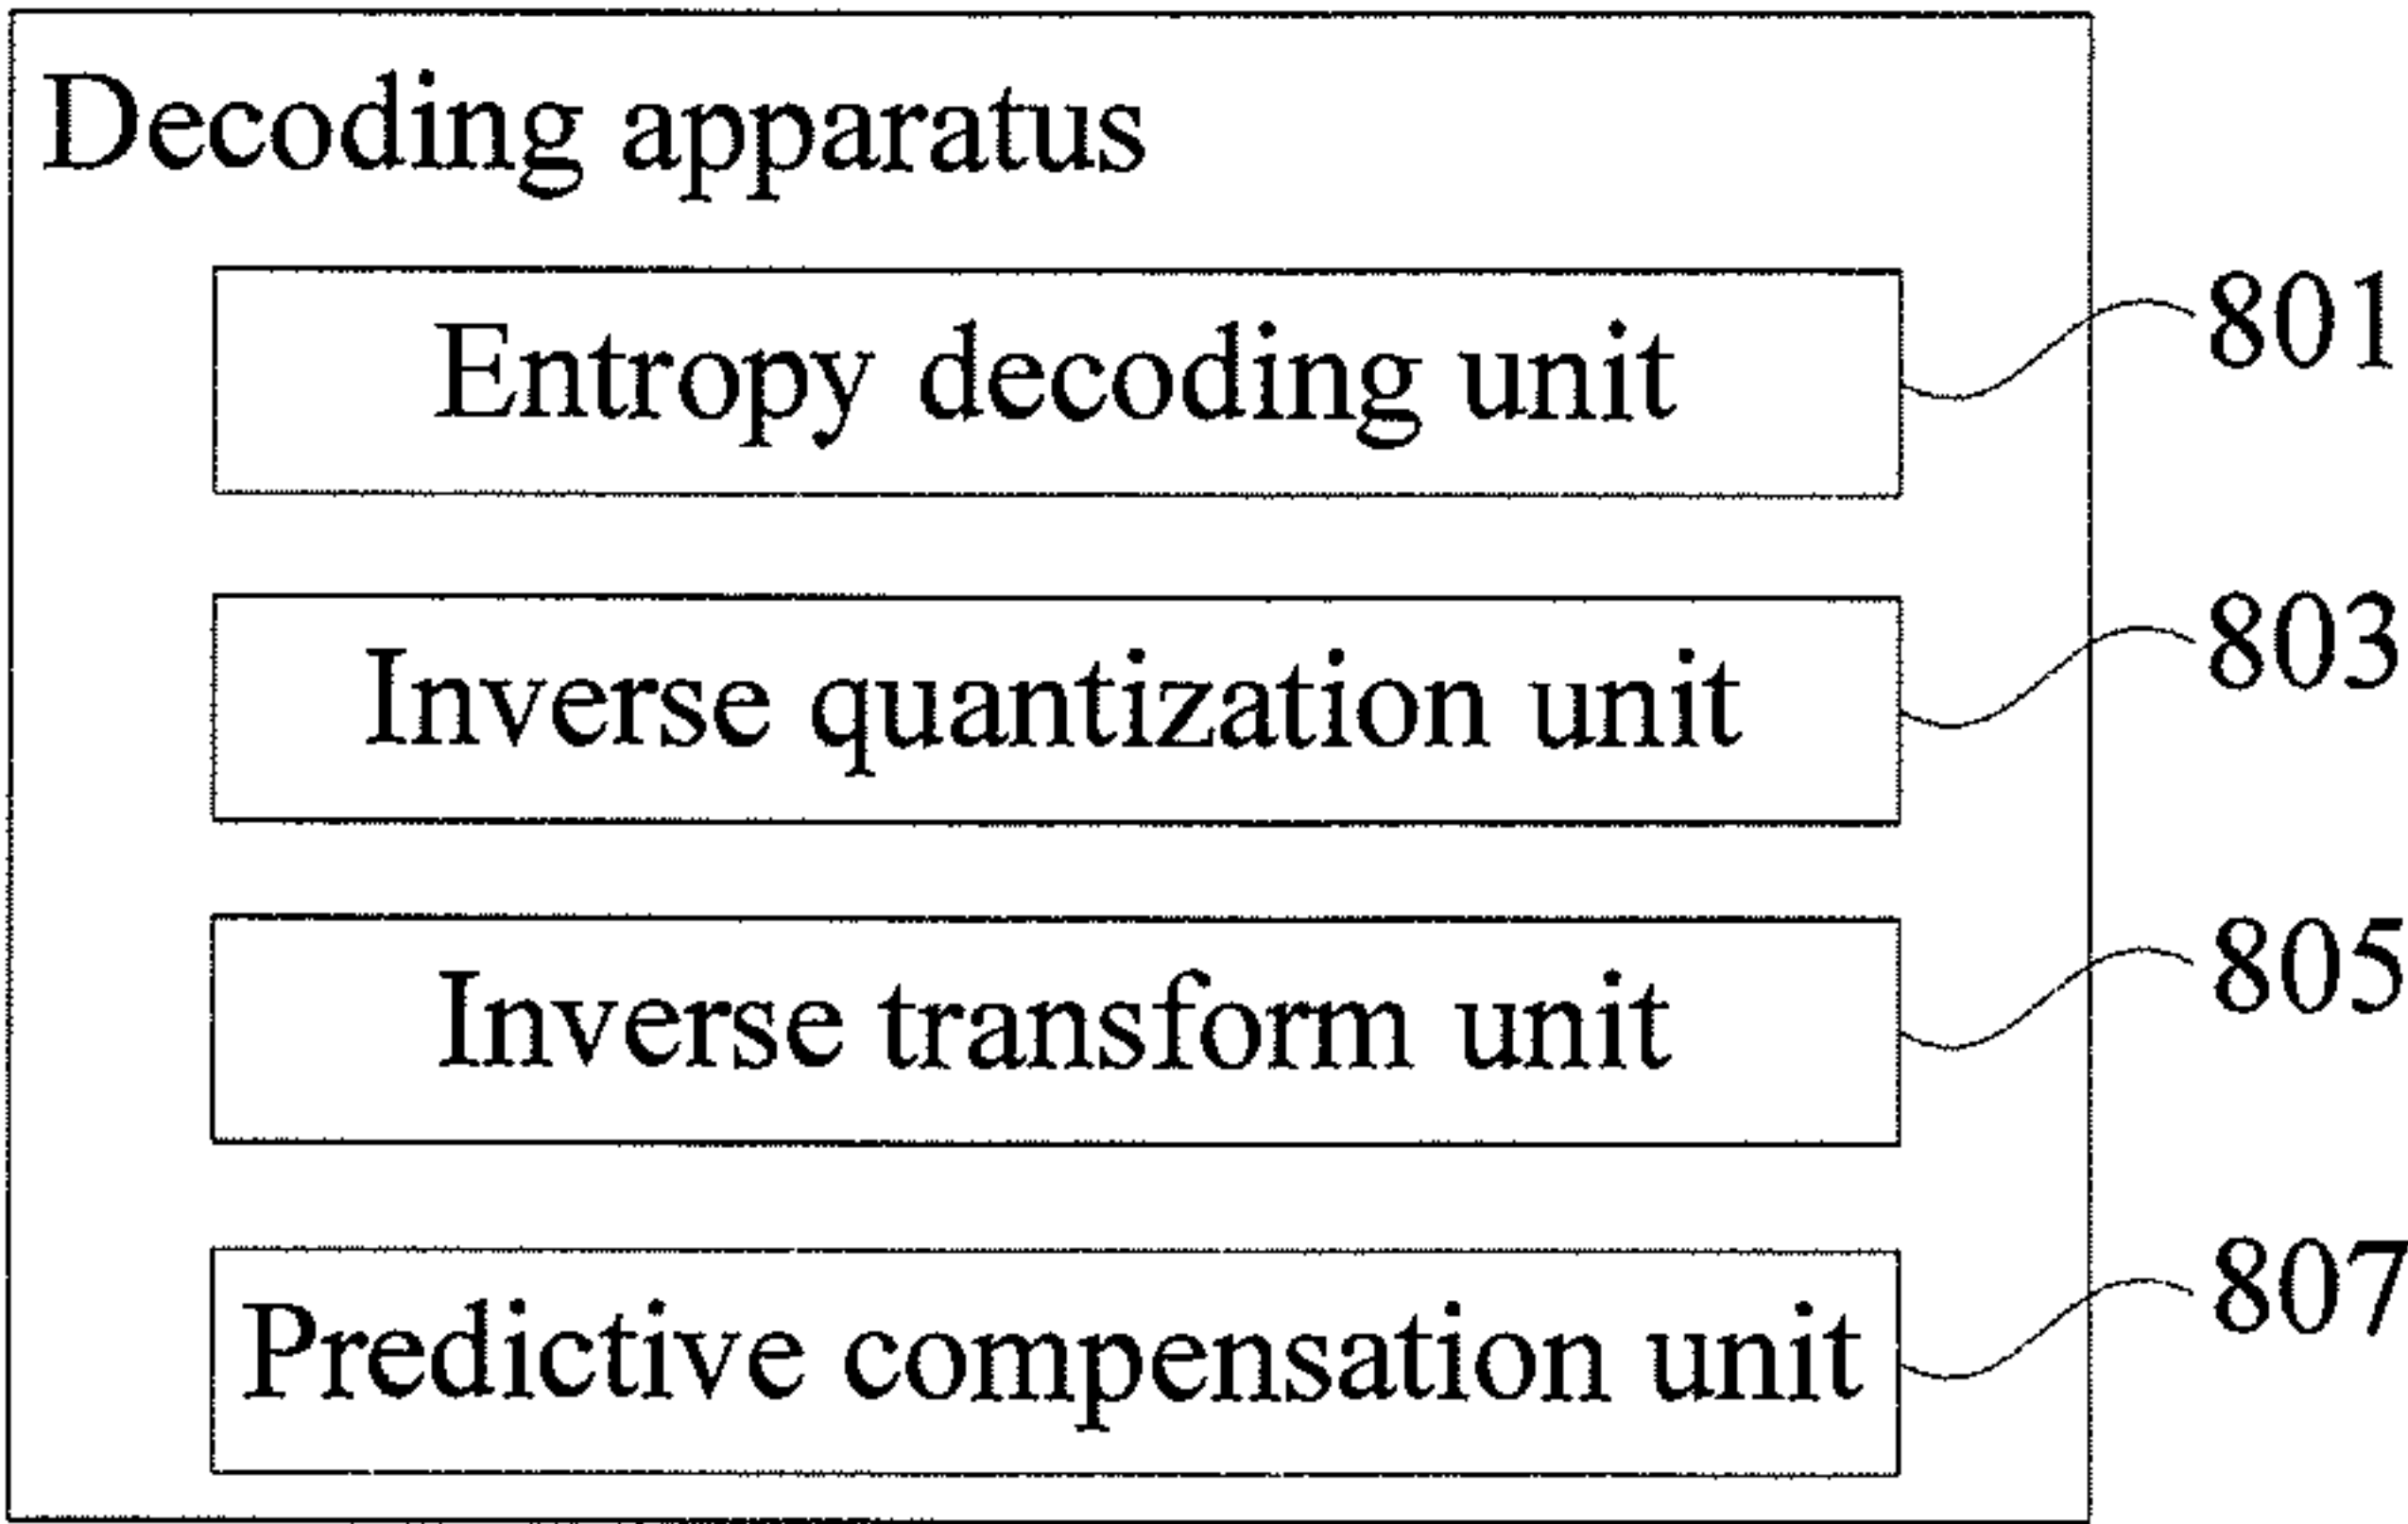 Decoding apparatus
Entropy decoding unit 801
Inverse quantization unit 803
Inverse transform unit 805
Predictive compensation unit 807